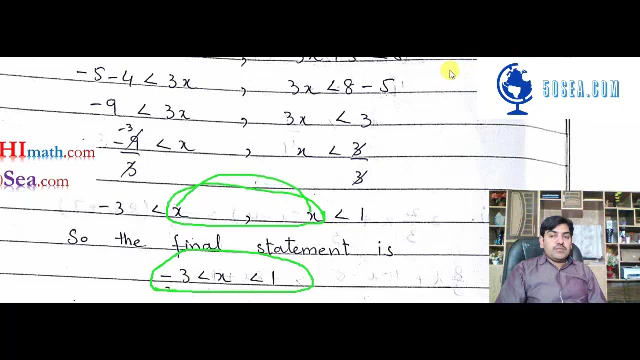 -5-4 < 3x , 3x < 8-5
-9 < 3x , 3x < 3
-3
-9/3 < x , x < 3/3
-3 < x , x < 1
So the final statement is
-3 < x < 1
HImath.com
Sea.com
50SEA.COM